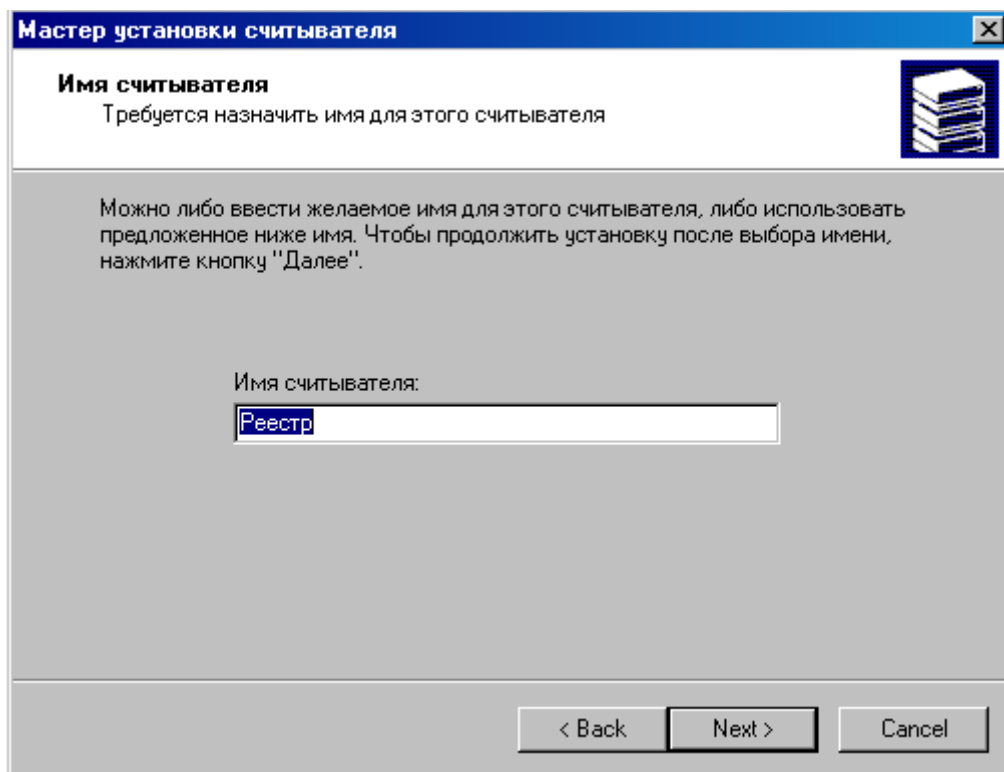 Мастер установки считывателя
Имя считывателя
Требуется назначить имя для этого считывателя
Можно либо ввести желаемое имя для этого считывателя, либо использовать
предложенное ниже имя. Чтобы продолжить установку после выбора имени,
нажмите кнопку "Далее".
Имя считывателя:
Реестр
< Back Next > Cancel